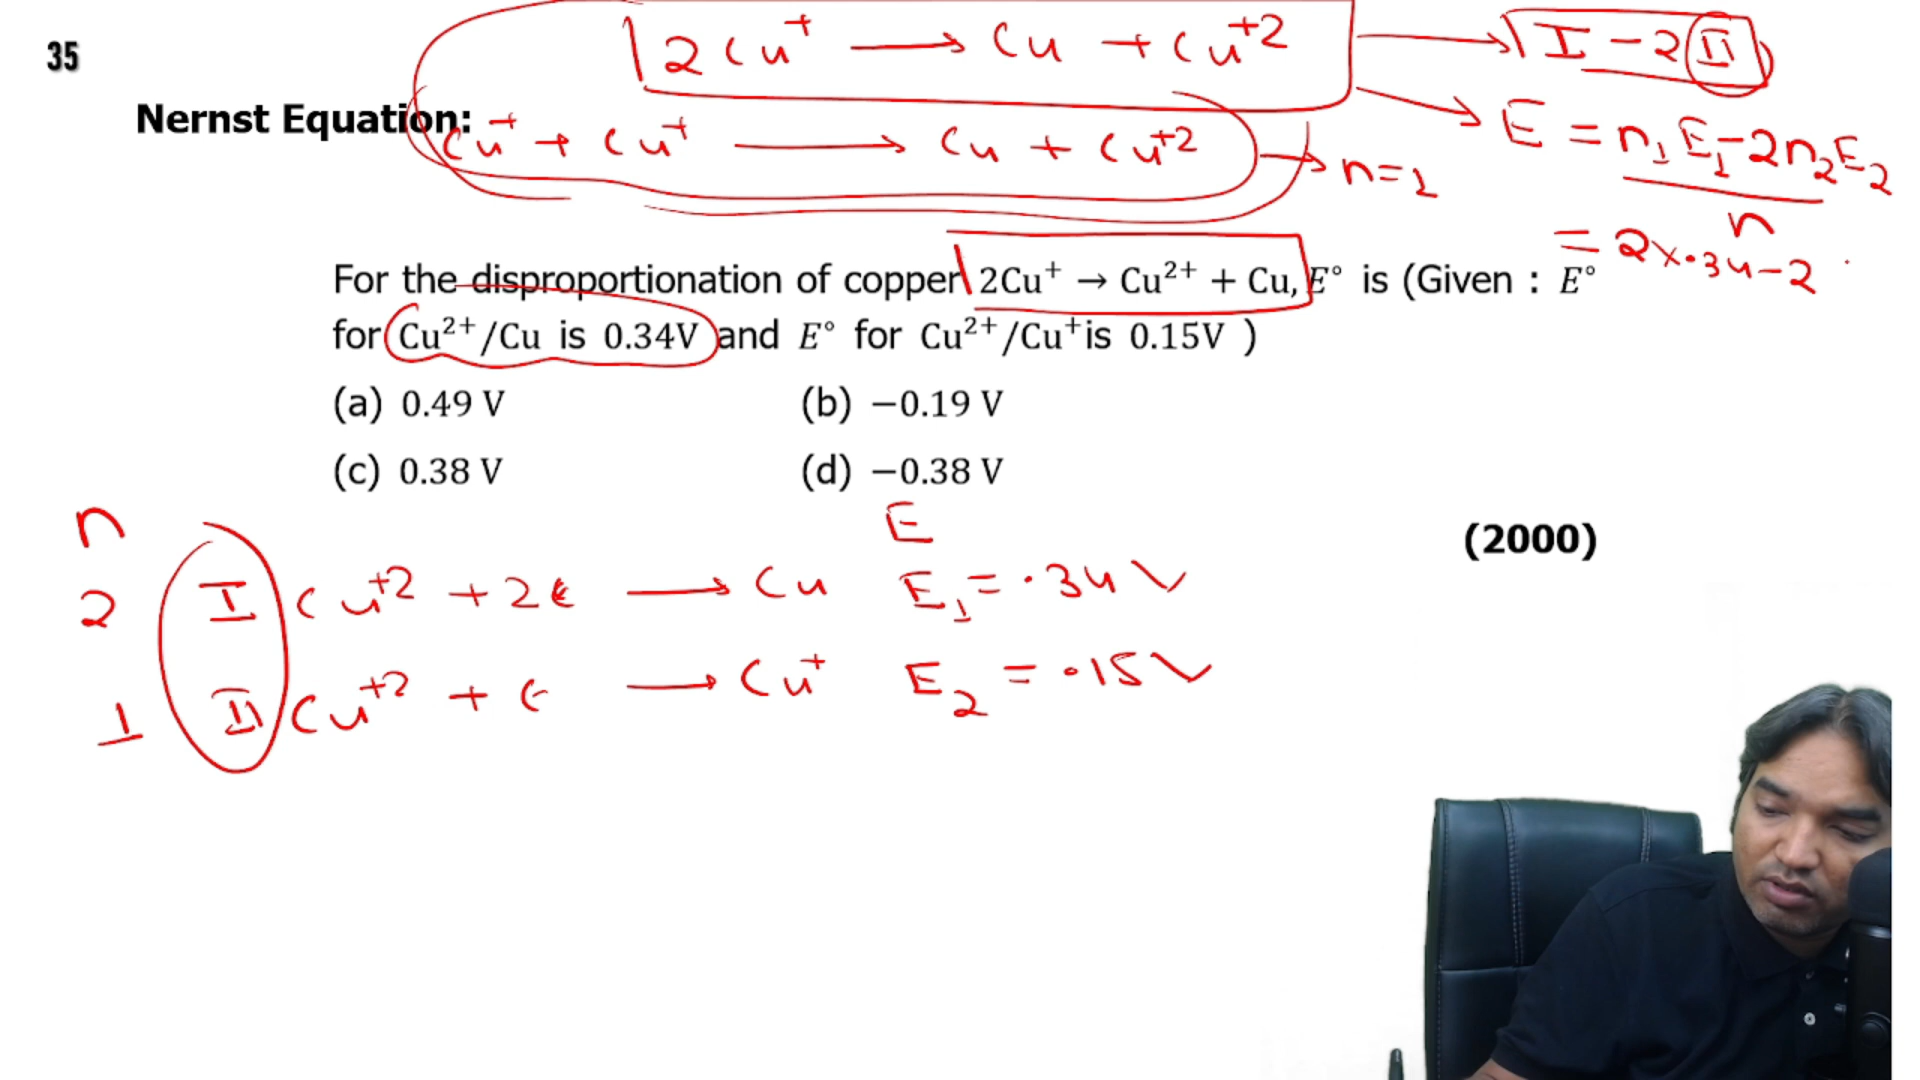 35
2Cu⁺ → Cu + Cu⁺² → I - 2(II)
Nernst Equation:
Cu⁺ + Cu⁺ → Cu + Cu⁺² → n=1
E = n₁E₁-2n₂E₂
n
= 2×.34-2
For the disproportionation of copper 2Cu⁺ → Cu²⁺ + Cu, E° is (Given : E°
for Cu²⁺/Cu is 0.34V and E° for Cu²⁺/Cu⁺is 0.15V )
(a) 0.49 V (b) −0.19 V
(c) 0.38 V (d) −0.38 V
n E
(2000)
2 I Cu⁺² + 2e → Cu E₁ = .34 V
1 II Cu⁺² + e → Cu⁺ E₂ = .15 V